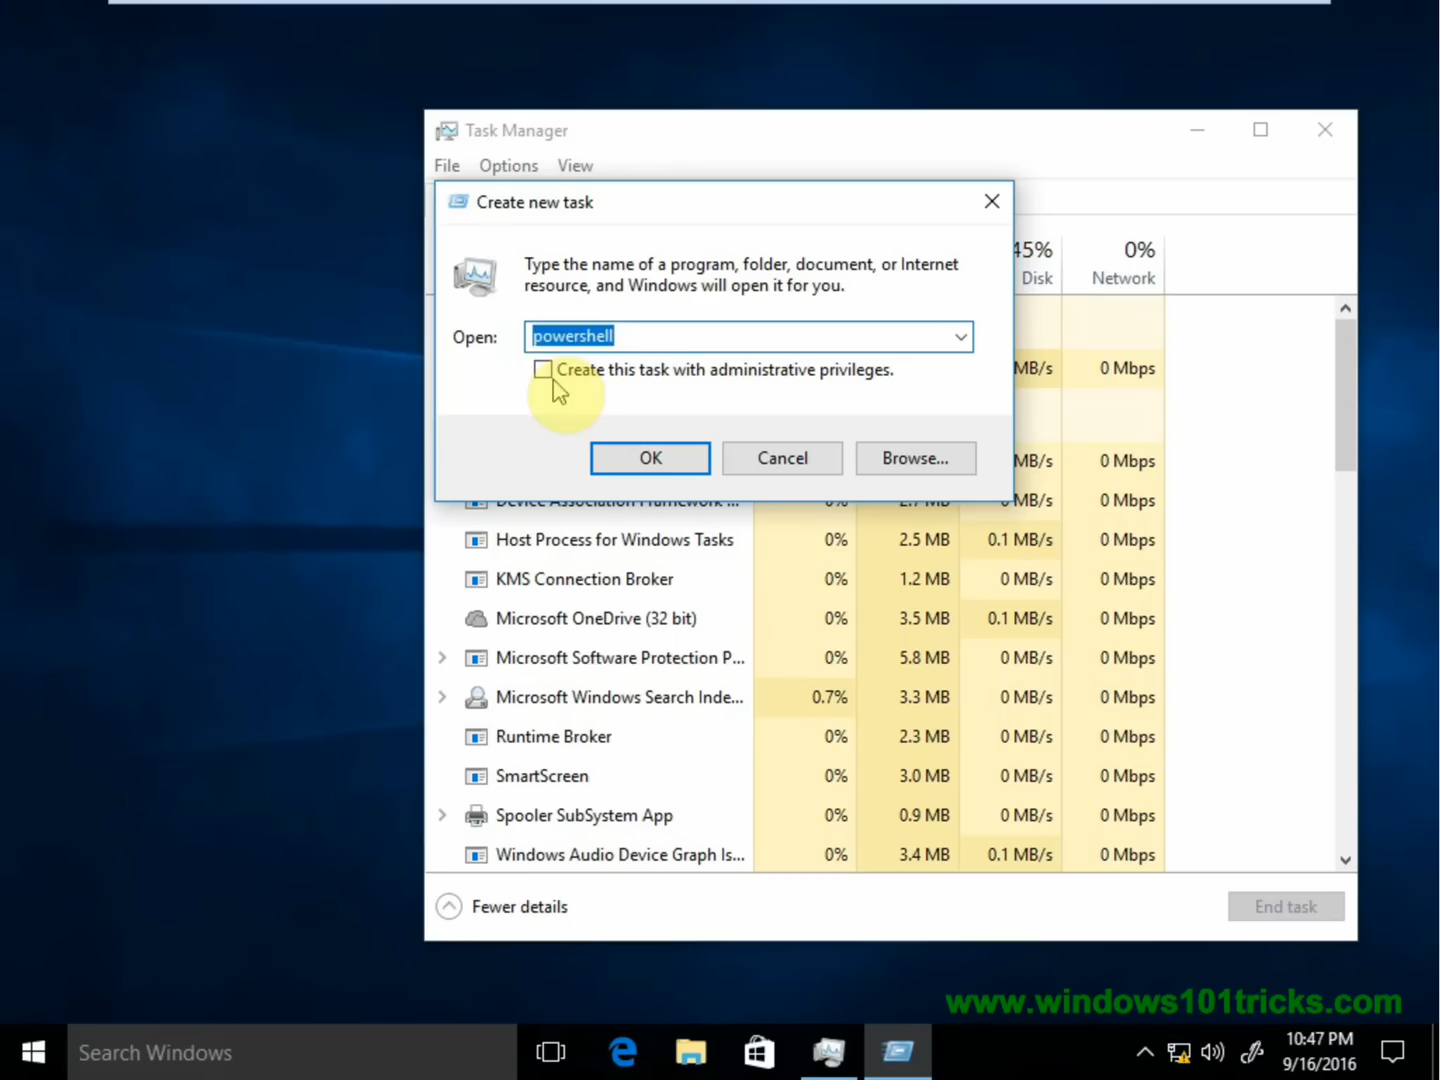 Task Manager
File Options View
Create new task
Type the name of a program, folder, document, or Internet
resource, and Windows will open it for you.
Open: powershell
Create this task with administrative privileges.
OK Cancel Browse...
45% 0%
Disk Network
MB/s 0 Mbps
MB/s 0 Mbps
Device Association Framework ... 0% 2.7 MB 0 MB/s 0 Mbps
Host Process for Windows Tasks 0% 2.5 MB 0.1 MB/s 0 Mbps
KMS Connection Broker 0% 1.2 MB 0 MB/s 0 Mbps
Microsoft OneDrive (32 bit) 0% 3.5 MB 0.1 MB/s 0 Mbps
Microsoft Software Protection P... 0% 5.8 MB 0 MB/s 0 Mbps
Microsoft Windows Search Inde... 0.7% 3.3 MB 0 MB/s 0 Mbps
Runtime Broker 0% 2.3 MB 0 MB/s 0 Mbps
SmartScreen 0% 3.0 MB 0 MB/s 0 Mbps
Spooler SubSystem App 0% 0.9 MB 0 MB/s 0 Mbps
Windows Audio Device Graph Is... 0% 3.4 MB 0.1 MB/s 0 Mbps
Fewer details End task
www.windows101tricks.com
Search Windows
10:47 PM
9/16/2016